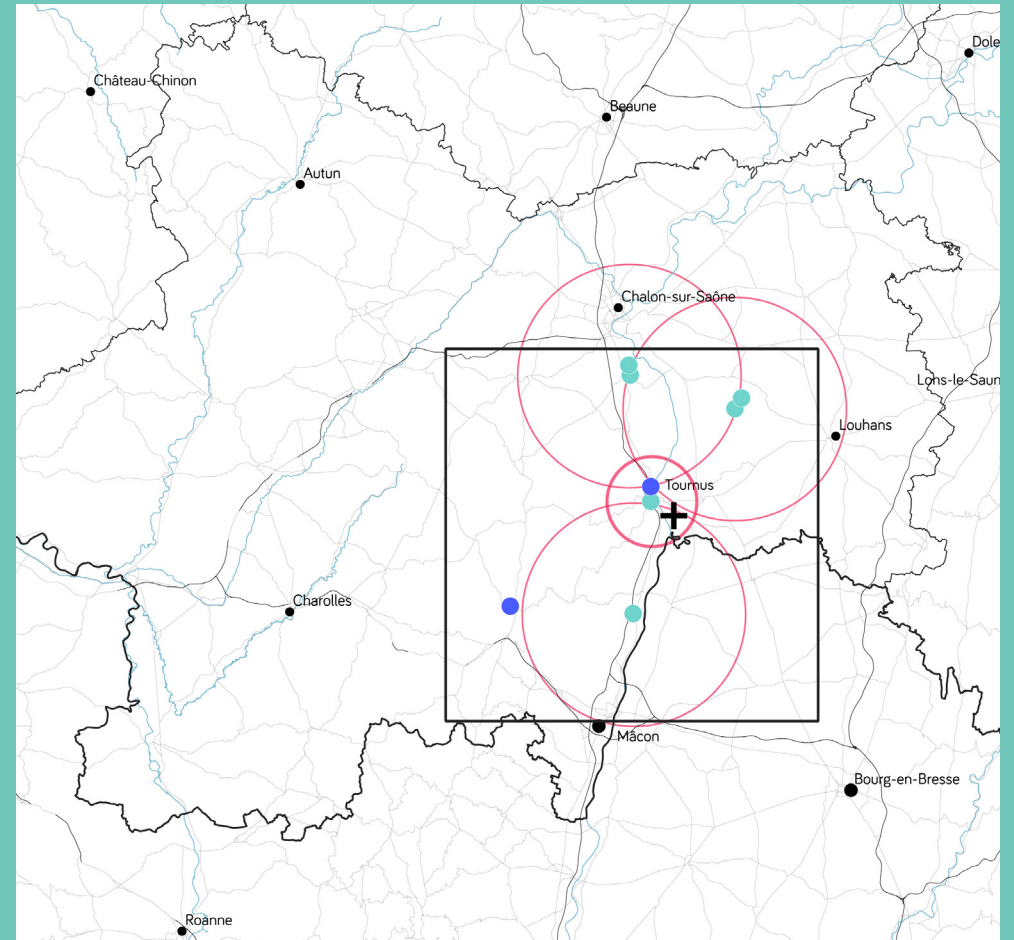 Dole
Château-Chinon
Beaune
Autun
Chalon-sur-Saône
Lons-le-Saun
Louhans
Tournus
Charolles
Mâcon
Bourg-en-Bresse
Roanne